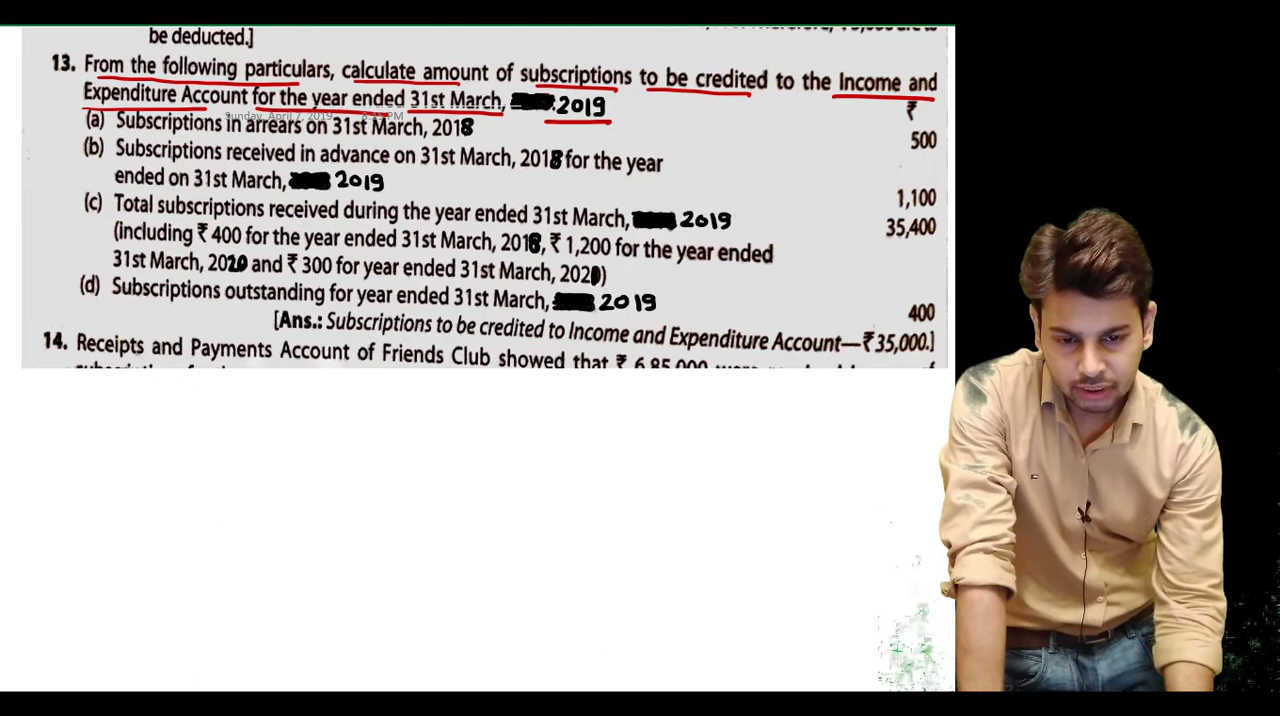 be deducted.]
13. From the following particulars, calculate amount of subscriptions to be credited to the Income and
Expenditure Account for the year ended 31st March, 2019
₹
Sunday, April 7, 2019
PM
(a) Subscriptions in arrears on 31st March, 2018
500
(b) Subscriptions received in advance on 31st March, 2018 for the year
ended on 31st March, 2019
1,100
(c) Total subscriptions received during the year ended 31st March, 2019
35,400
(including ₹ 400 for the year ended 31st March, 2018, ₹ 1,200 for the year ended
31st March, 2020 and ₹ 300 for year ended 31st March, 2020)
(d) Subscriptions outstanding for year ended 31st March, 2019
400
[Ans.: Subscriptions to be credited to Income and Expenditure Account—₹ 35,000.]
14. Receipts and Payments Account of Friends Club showed that ₹ 6,85,000